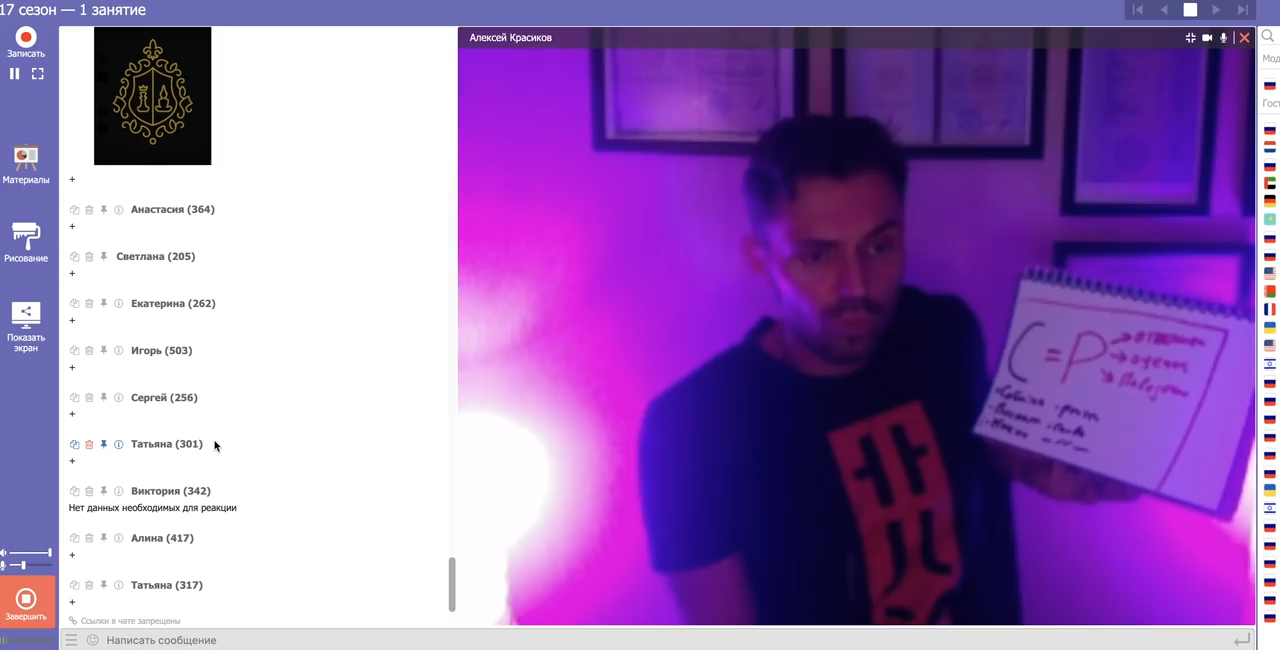 17 сезон — 1 занятие
Записать
Материалы
Рисование
Показать
экран
Завершить
+
Анастасия (364)
+
Светлана (205)
+
Екатерина (262)
+
Игорь (503)
+
Сергей (256)
+
Татьяна (301)
+
Виктория (342)
Нет данных необходимых для реакции
Алина (417)
+
Татьяна (317)
+
Ссылки в чате запрещены
Написать сообщение
Алексей Красиков
С = Р
Мод
Гост